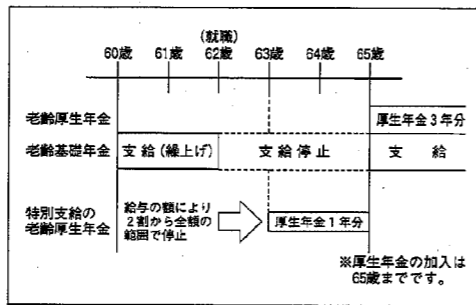 (就職)
60歳 61歳 62歳 63歳 64歳 65歳
老齢厚生年金
厚生年金3年分
老齢基礎年金 支給(繰上げ) 支給停止 支給
特別支給の
老齢厚生年金
給与の額により
2割から全額の
範囲で停止
厚生年金1年分
※厚生年金の加入は
65歳までです。